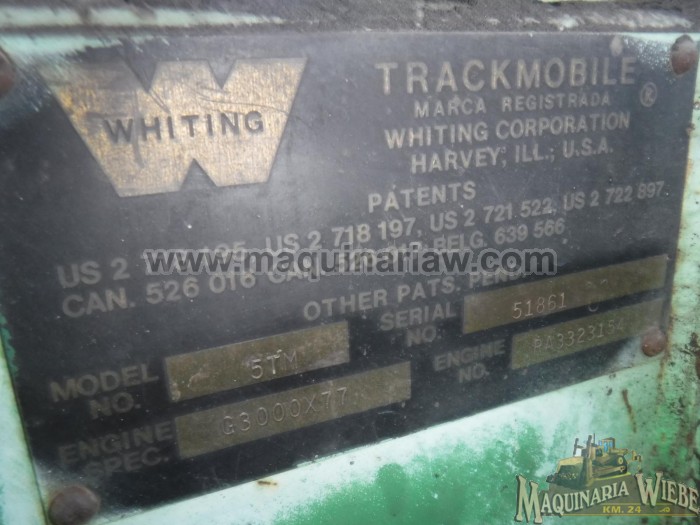 WHITING
TRACKMOBILE ®
MARCA REGISTRADA
WHITING CORPORATION
HARVEY, ILL., U.S.A.
PATENTS
US 2 US 2 718 197, US 2 721 522, US 2 722 897
CAN. 526 016 BELG. 639 566
www.maquinariaw.com
OTHER PATS.
MODEL NO. 5TM
SERIAL NO. 51861
ENGINE SPEC. G3000X77
ENGINE NO.
MAQUINARIA WIEBE
KM. 24